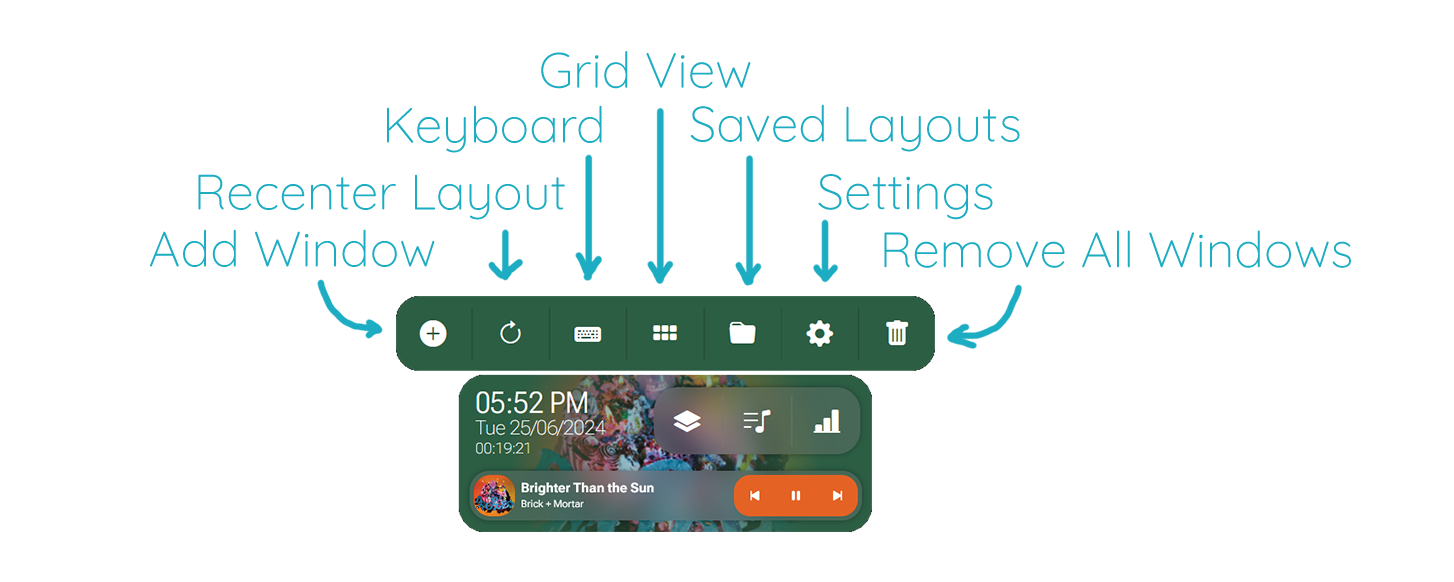 Grid View
Keyboard
Saved Layouts
Recenter Layout
Settings
Add Window
Remove All Windows
05:52 PM
Tue 25/06/2024
00:19:21
Brighter Than the Sun
Brick + Mortar